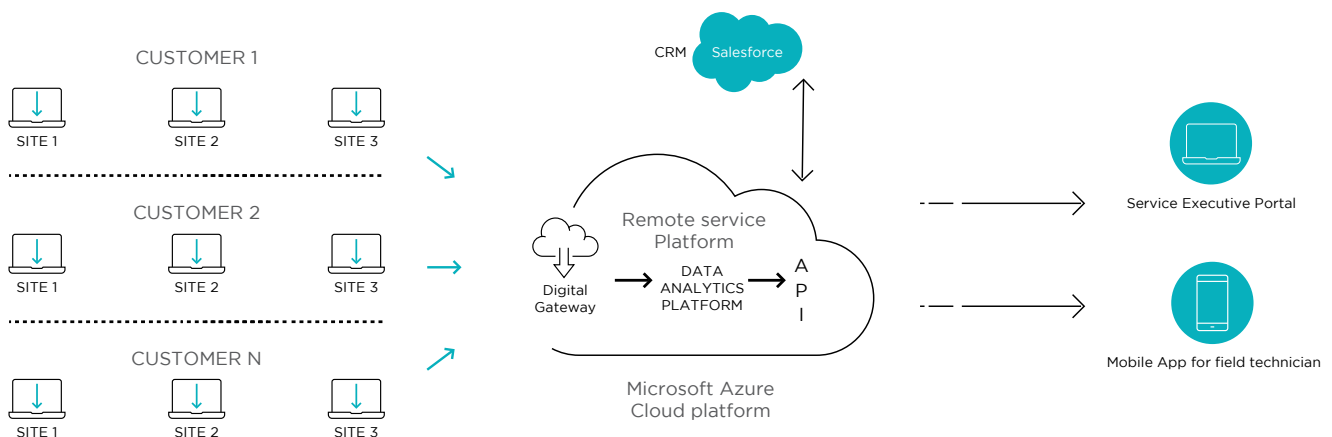 CUSTOMER 1
SITE 1
SITE 2
SITE 3
CUSTOMER 2
SITE 1
SITE 2
SITE 3
CUSTOMER N
SITE 1
SITE 2
SITE 3
CRM
Salesforce
Remote service
Platform
Digital
Gateway
DATA
ANALYTICS
PLATFORM
A
P
I
Microsoft Azure
Cloud platform
Service Executive Portal
Mobile App for field technician